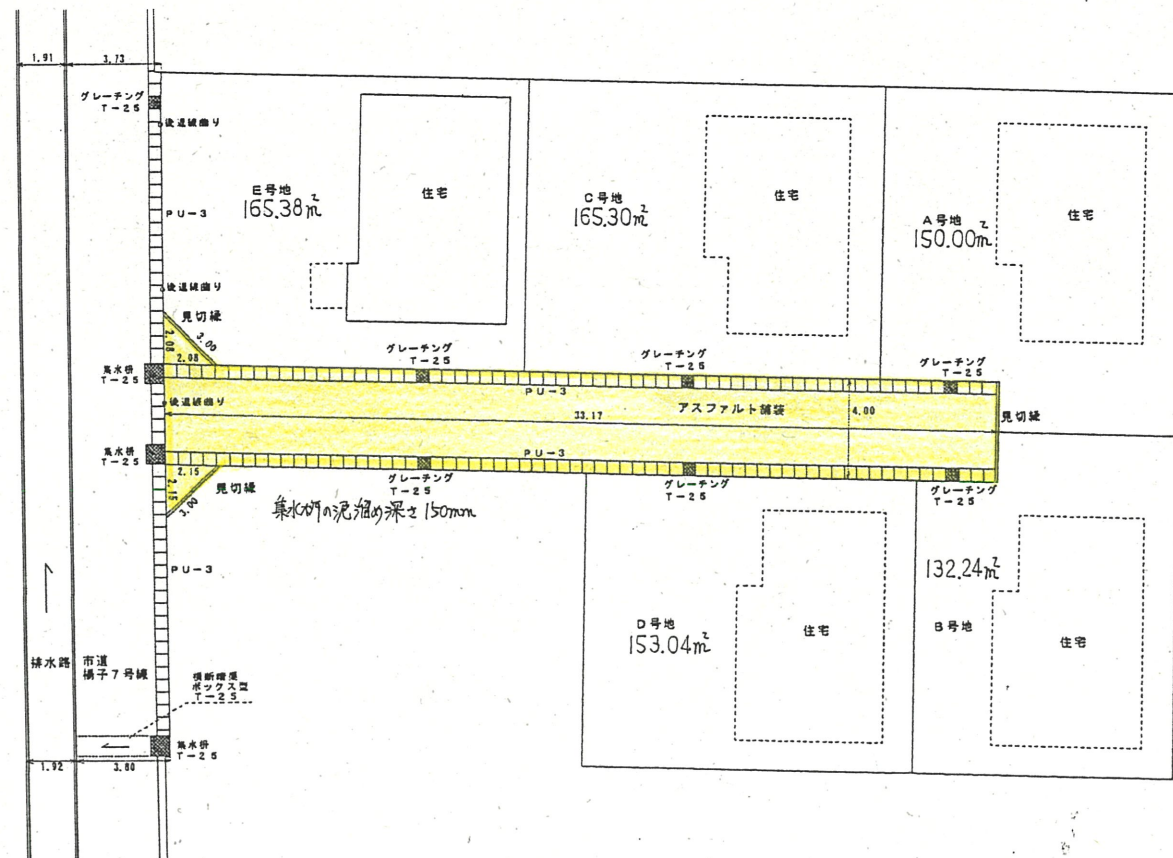 1.91
3.73
グレーチング
T-25
後退線曲り
E号地
165.38㎡
住宅
C号地
165.30㎡
住宅
A号地
150.00㎡
住宅
PU-3
後退線曲り
見切縁
3.00
2.08
2.08
グレーチング
T-25
グレーチング
T-25
グレーチング
T-25
集水桝
T-25
PU-3
後退線曲り
アスファルト舗装
4.00
33.17
見切縁
集水桝
T-25
PU-3
2.15
2.15
3.00
見切縁
グレーチング
T-25
グレーチング
T-25
グレーチング
T-25
集水桝の泥溜め深さ150mm
PU-3
132.24㎡
B号地
住宅
D号地
153.04㎡
住宅
排水路
市道
橋子7号線
横断暗渠
ボックス型
T-25
集水桝
T-25
1.92
3.80